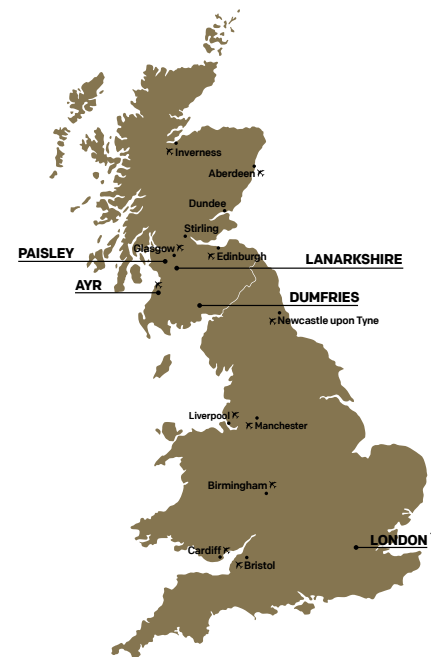 Inverness
Aberdeen
Dundee
Stirling
Glasgow
Edinburgh
PAISLEY
LANARKSHIRE
AYR
DUMFRIES
Newcastle upon Tyne
Liverpool
Manchester
Birmingham
LONDON
Cardiff
Bristol